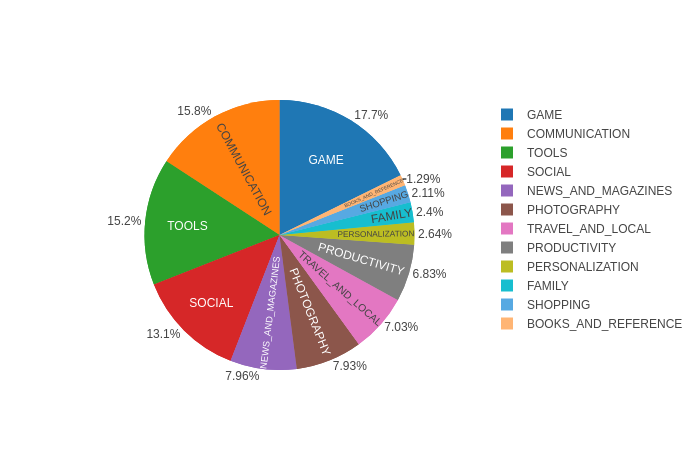 15.8%
17.7%
COMMUNICATION
GAME
BOOKS_AND_REFERENCE
1.29%
SHOPPING
2.11%
FAMILY
2.4%
15.2%
TOOLS
PERSONALIZATION
2.64%
PRODUCTIVITY
6.83%
SOCIAL
NEWS_AND_MAGAZINES
PHOTOGRAPHY
TRAVEL_AND_LOCAL
7.03%
13.1%
7.96%
7.93%
GAME
COMMUNICATION
TOOLS
SOCIAL
NEWS_AND_MAGAZINES
PHOTOGRAPHY
TRAVEL_AND_LOCAL
PRODUCTIVITY
PERSONALIZATION
FAMILY
SHOPPING
BOOKS_AND_REFERENCE